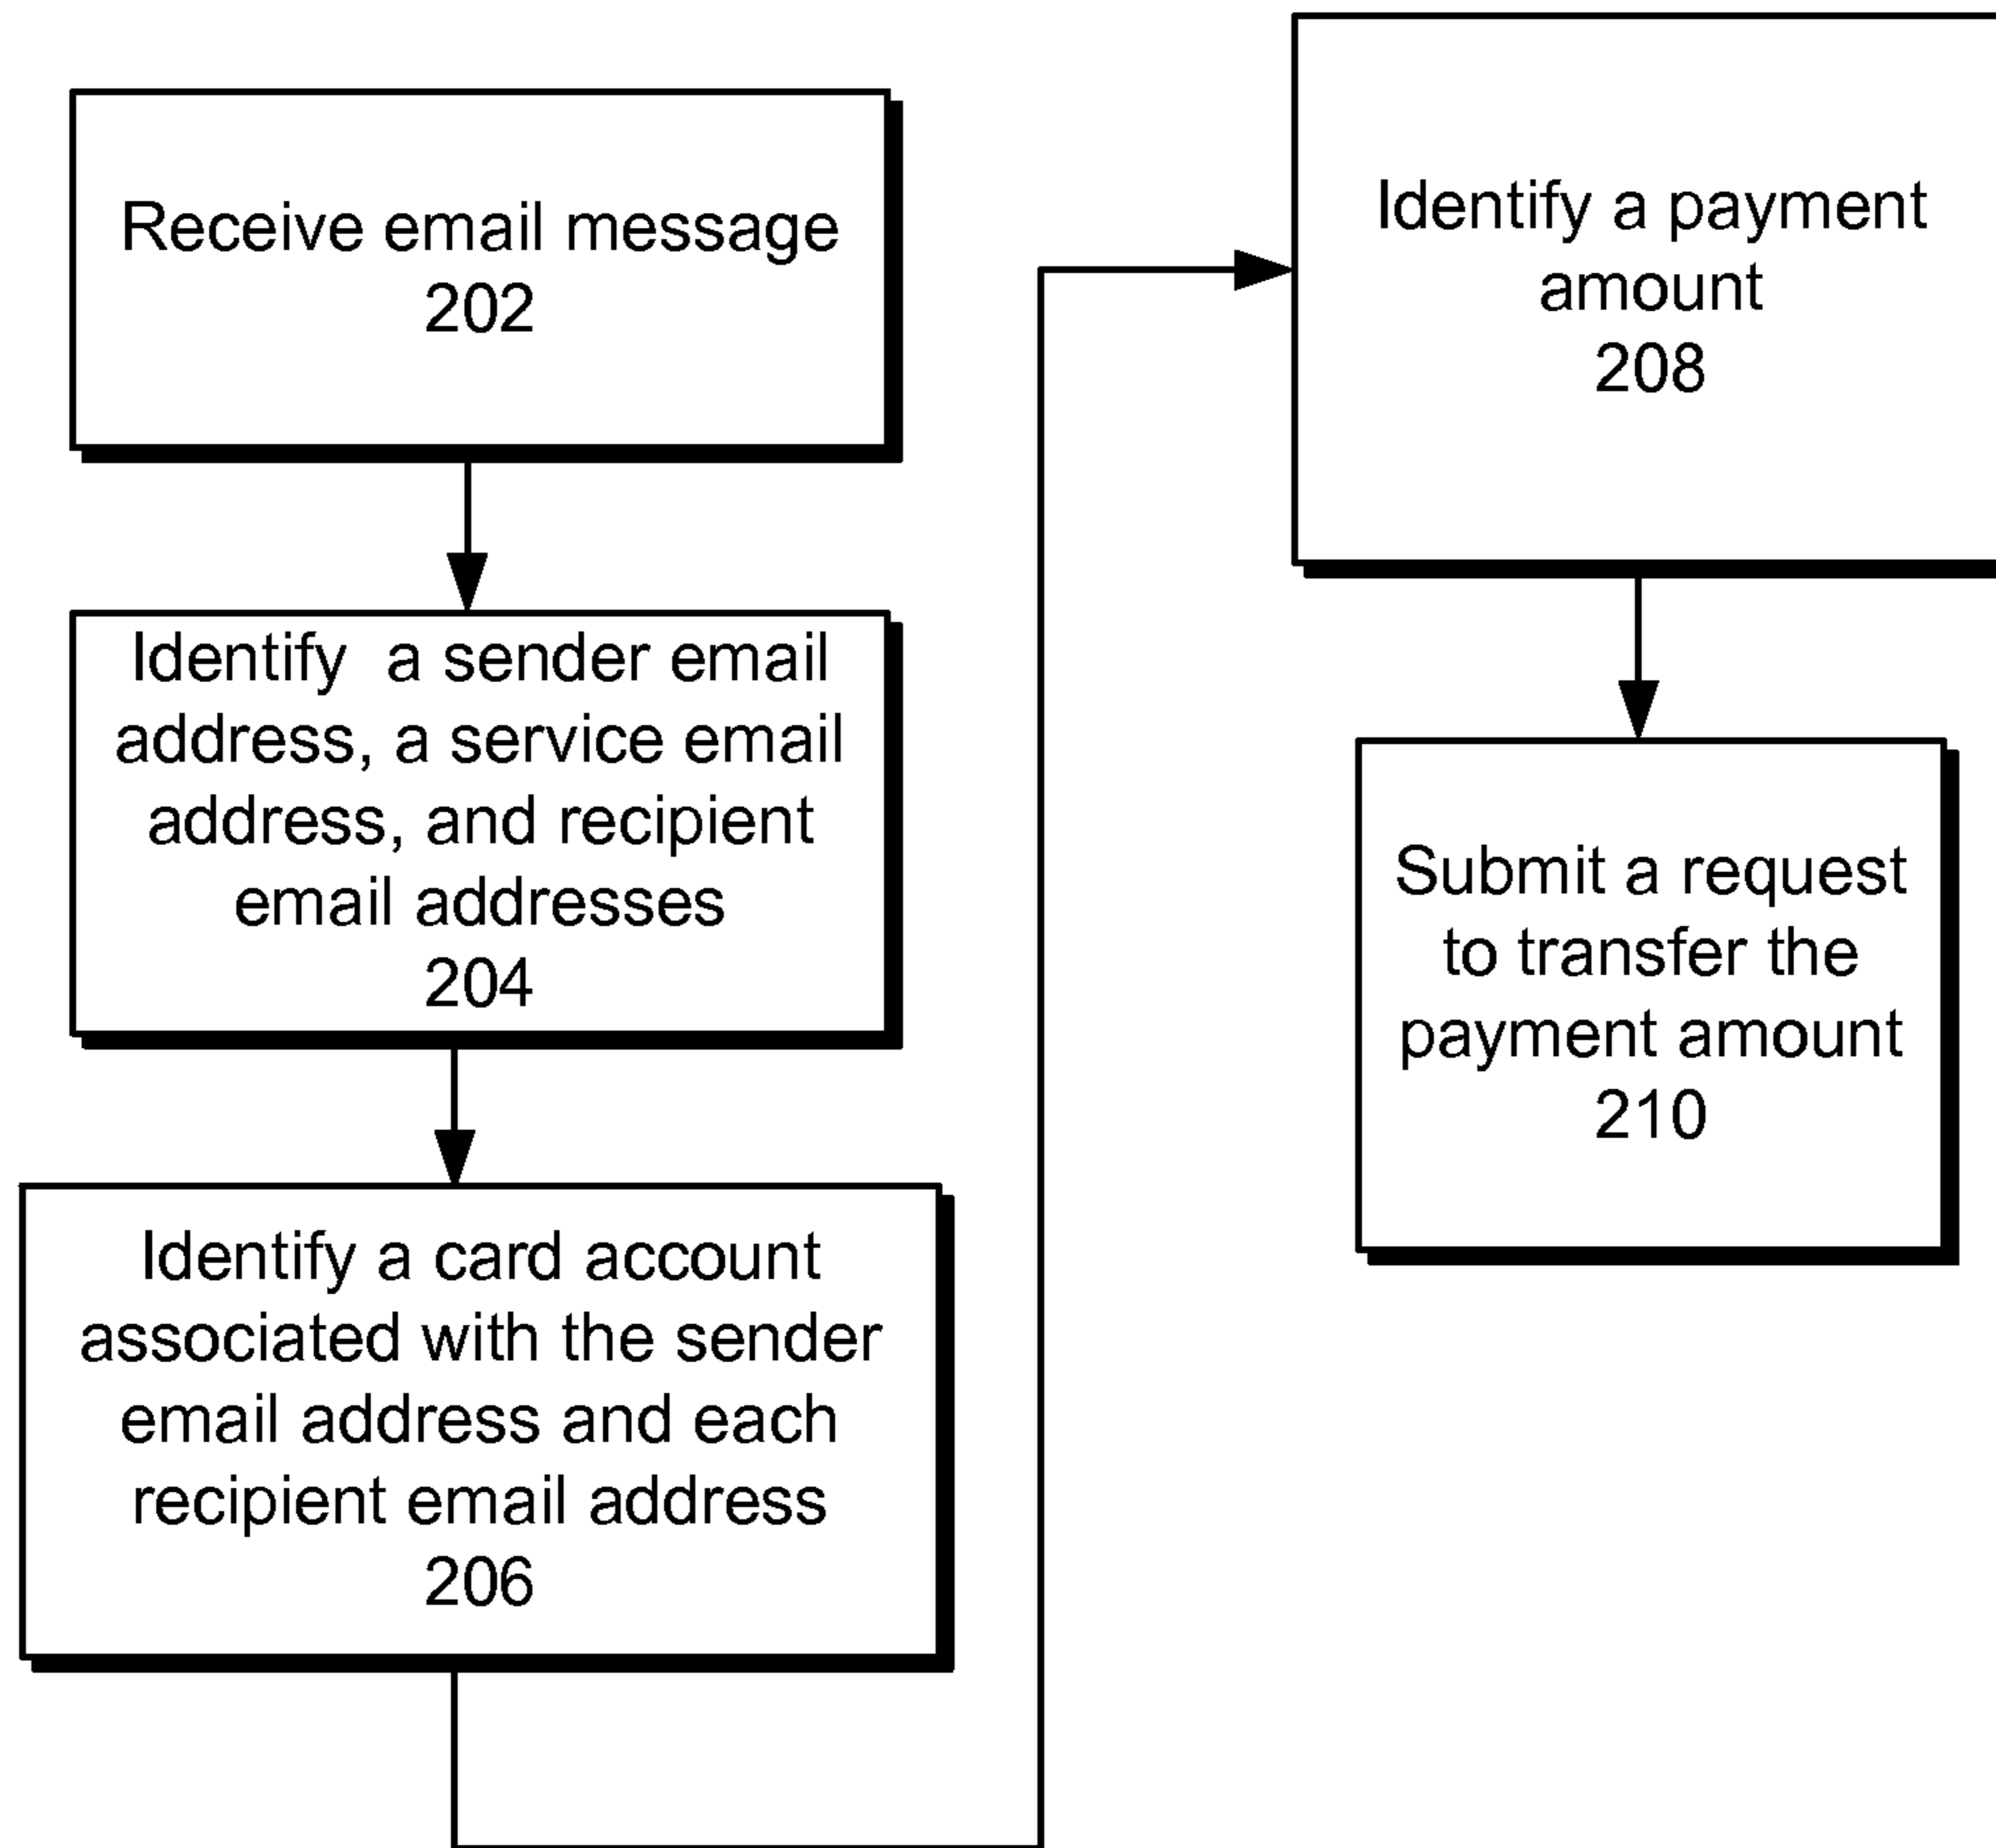 Receive email message
202
Identify a sender email
address, a service email
address, and recipient
email addresses
204
Identify a card account
associated with the sender
email address and each
recipient email address
206
Identify a payment
amount
208
Submit a request
to transfer the
payment amount
210